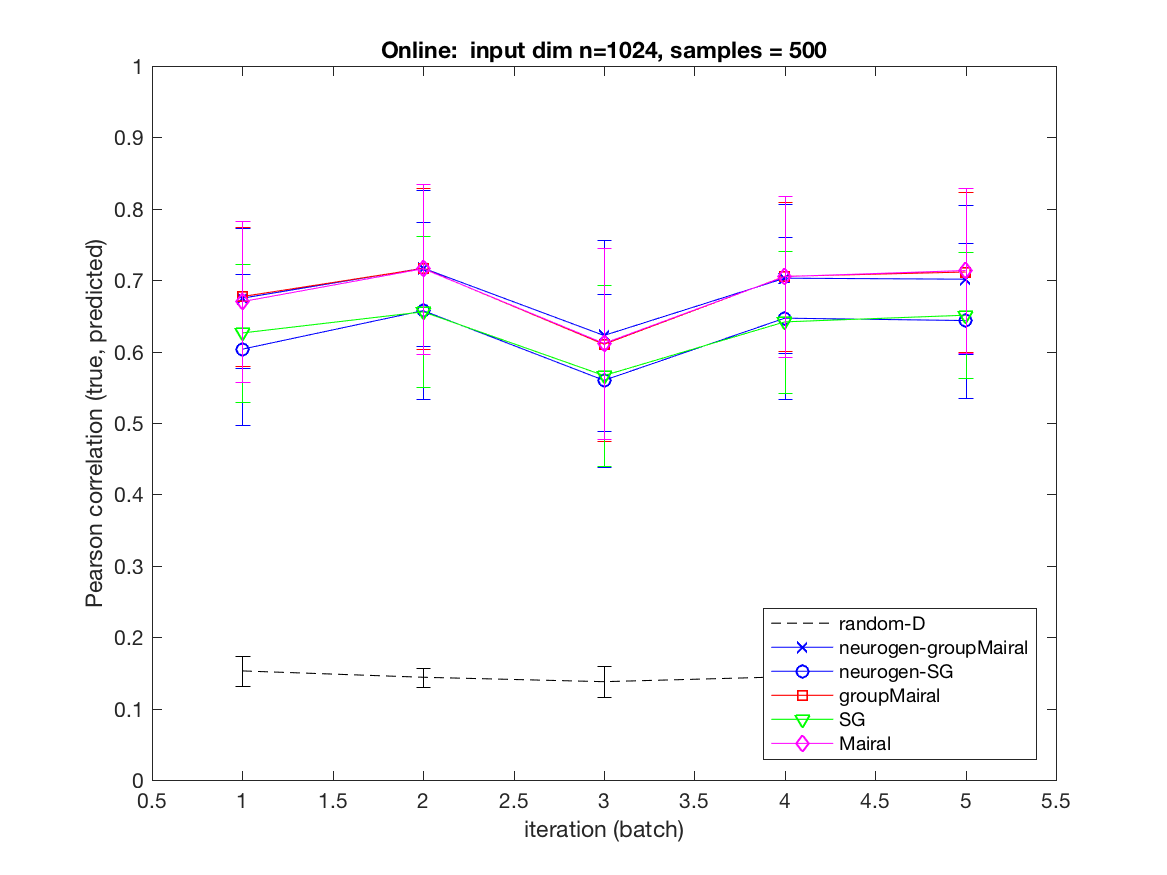 Online:  input dim n=1024, samples = 500
1
0.9
0.8
0.7
0.6
0.5
0.4
0.3
0.2
0.1
0
Pearson correlation (true, predicted)
random-D
neurogen-groupMairal
neurogen-SG
groupMairal
SG
Mairal
0.5 1 1.5 2 2.5 3 3.5 4 4.5 5 5.5
iteration (batch)